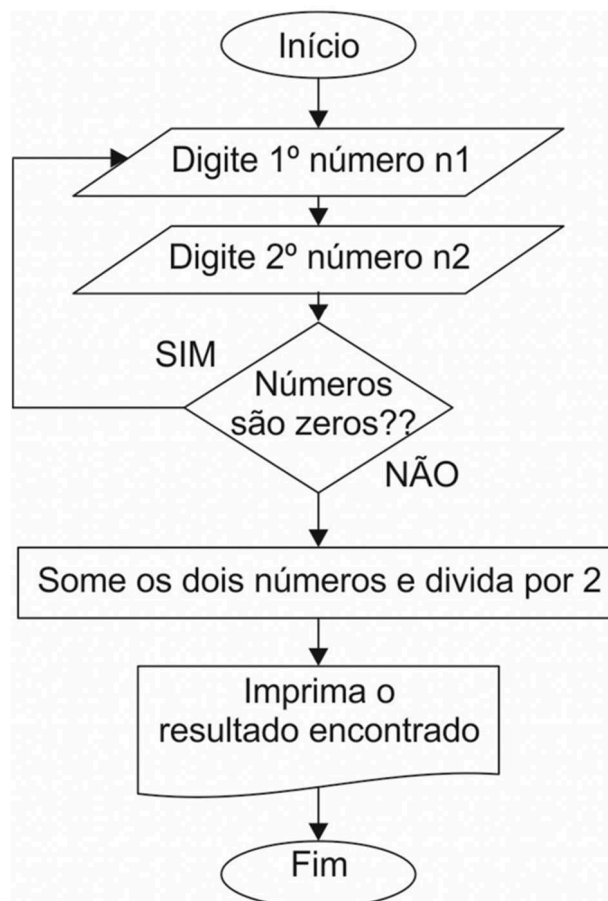 Início
Digite 1º número n1
Digite 2º número n2
SIM
Números
são zeros??
NÃO
Some os dois números e divida por 2
Imprima o
resultado encontrado
Fim